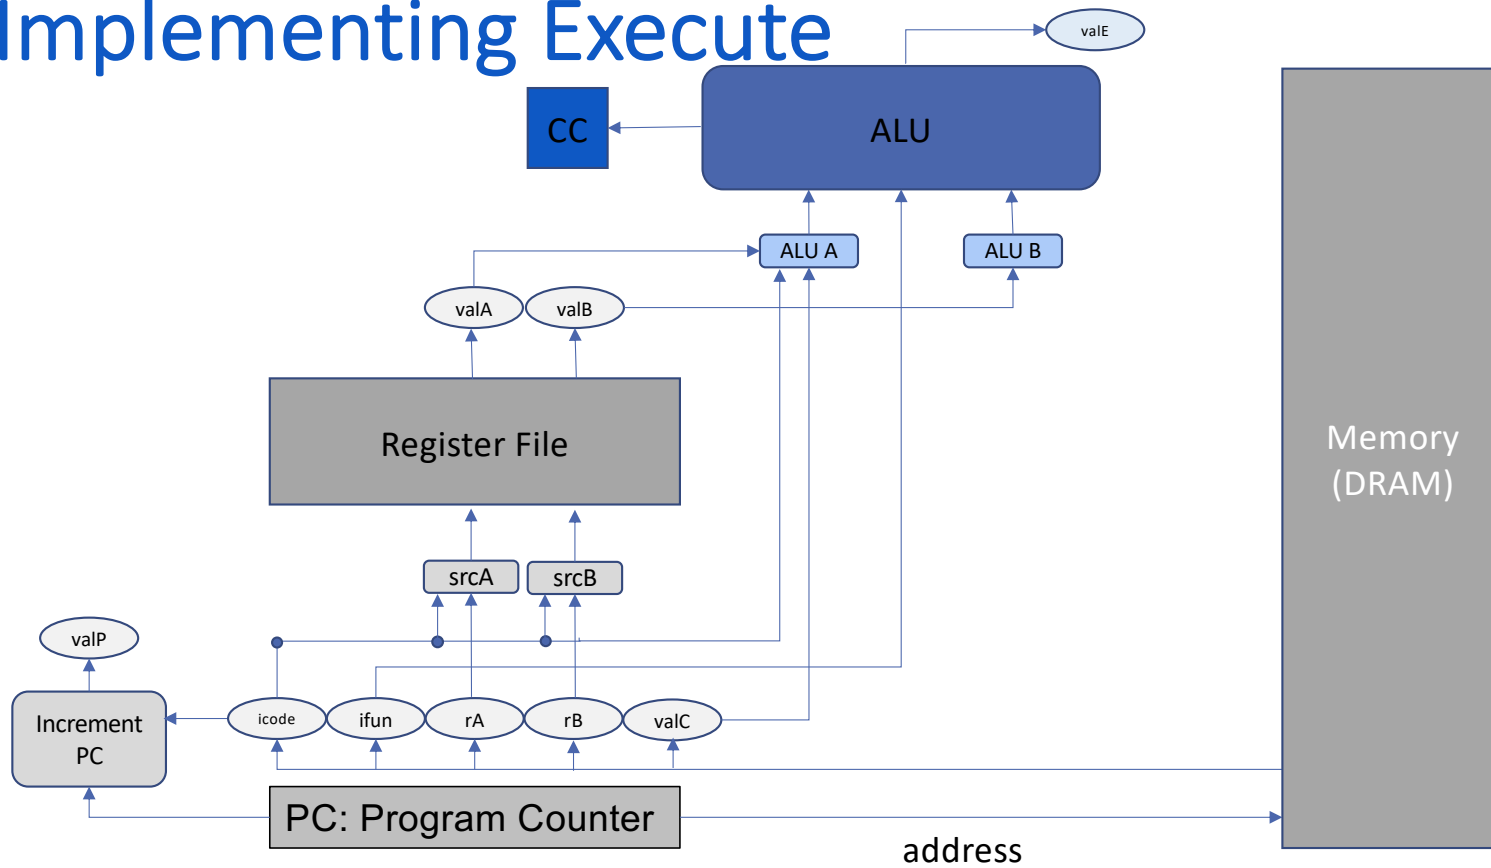 Implementing Execute
valE
CC
ALU
ALU A
ALU B
valA
valB
Register File
Memory
(DRAM)
srcA
srcB
valP
Increment
PC
icode
ifun
rA
rB
valC
PC: Program Counter
address